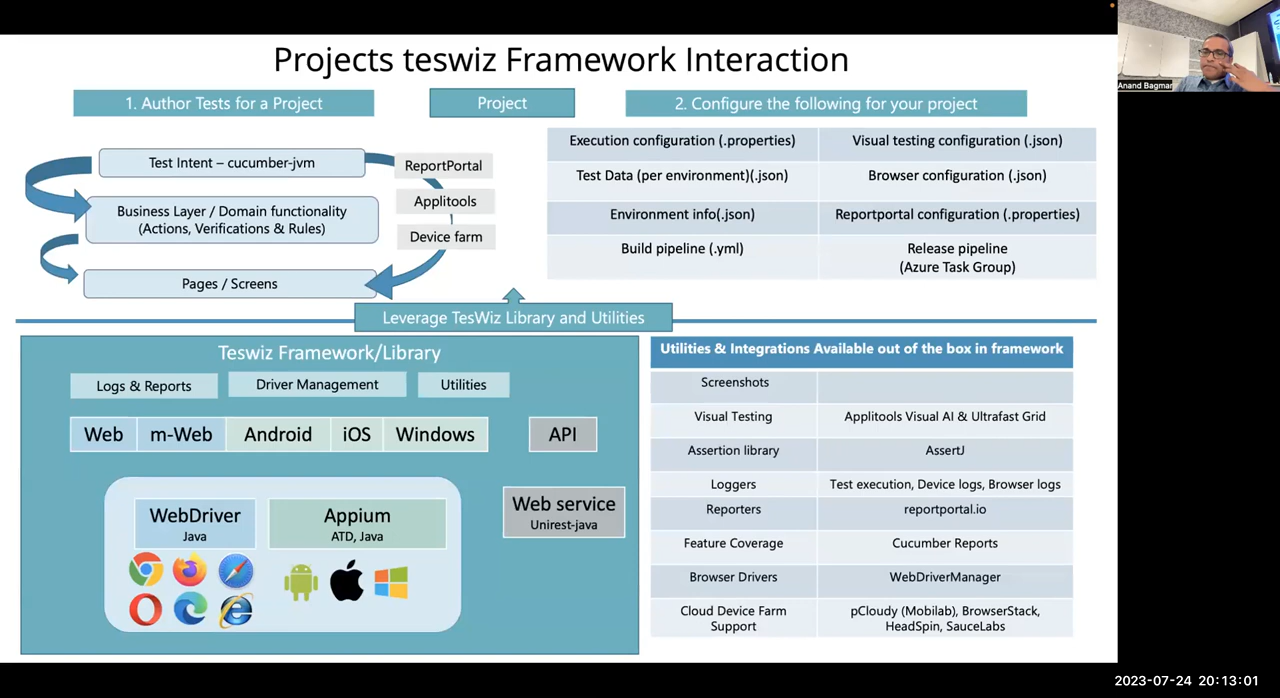 Projects teswiz Framework Interaction
Anand Bagmar
1. Author Tests for a Project
Project
2. Configure the following for your project
Test Intent – cucumber-jvm
Business Layer / Domain functionality
(Actions, Verifications & Rules)
Pages / Screens
ReportPortal
Applitools
Device farm
Execution configuration (.properties)
Visual testing configuration (.json)
Test Data (per environment)(.json)
Browser configuration (.json)
Environment info(.json)
Reportportal configuration (.properties)
Build pipeline (.yml)
Release pipeline
(Azure Task Group)
Leverage TesWiz Library and Utilities
Teswiz Framework/Library
Logs & Reports
Driver Management
Utilities
Web
m-Web
Android
iOS
Windows
API
WebDriver
Java
Appium
ATD, Java
Web service
Unirest-java
Utilities & Integrations Available out of the box in framework
Screenshots
Visual Testing
Applitools Visual AI & Ultrafast Grid
Assertion library
AssertJ
Loggers
Test execution, Device logs, Browser logs
Reporters
reportportal.io
Feature Coverage
Cucumber Reports
Browser Drivers
WebDriverManager
Cloud Device Farm
Support
pCloudy (Mobilab), BrowserStack,
HeadSpin, SauceLabs
2023-07-24 20:13:01